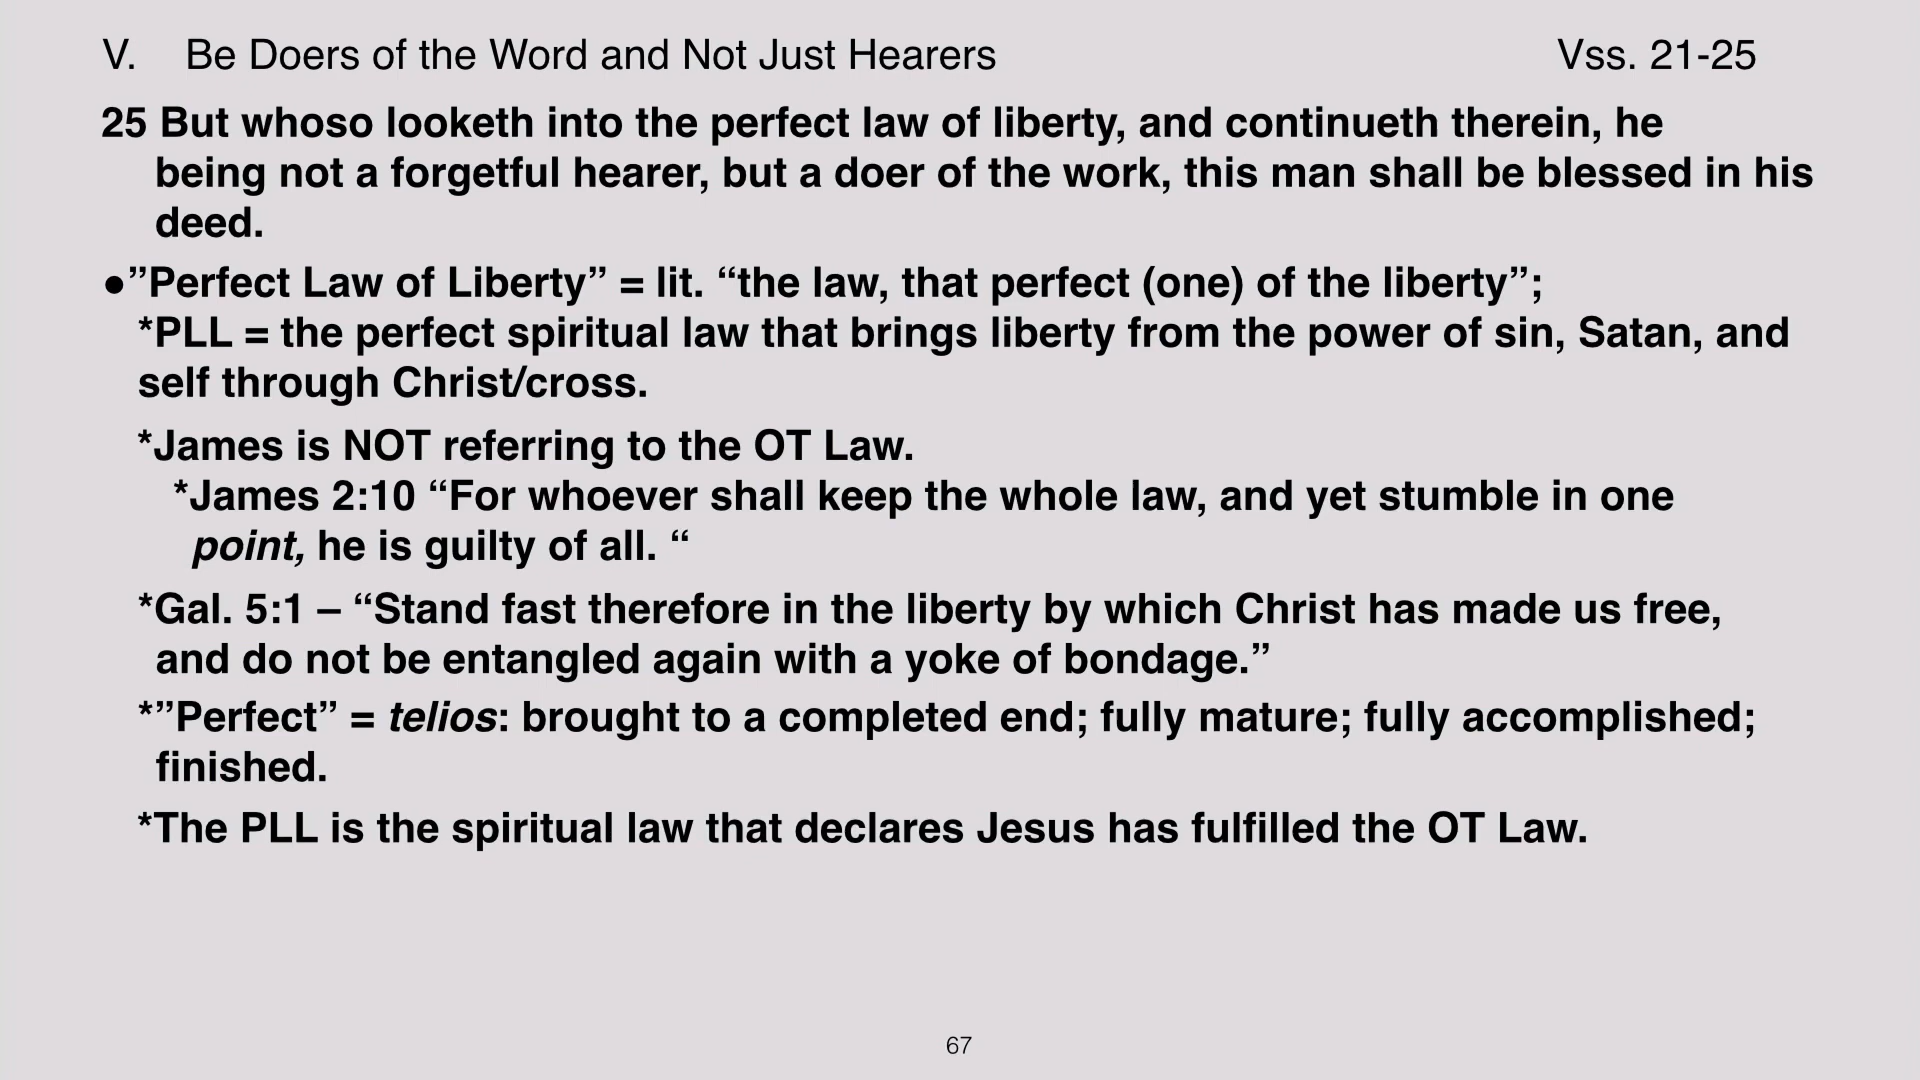 V. Be Doers of the Word and Not Just Hearers Vss. 21-25
25 But whoso looketh into the perfect law of liberty, and continueth therein, he
being not a forgetful hearer, but a doer of the work, this man shall be blessed in his
deed.
●”Perfect Law of Liberty” = lit. “the law, that perfect (one) of the liberty”;
*PLL = the perfect spiritual law that brings liberty from the power of sin, Satan, and
self through Christ/cross.
*James is NOT referring to the OT Law.
*James 2:10 “For whoever shall keep the whole law, and yet stumble in one
point, he is guilty of all. “
*Gal. 5:1 – “Stand fast therefore in the liberty by which Christ has made us free,
and do not be entangled again with a yoke of bondage.”
*”Perfect” = telios: brought to a completed end; fully mature; fully accomplished;
finished.
*The PLL is the spiritual law that declares Jesus has fulfilled the OT Law.
67